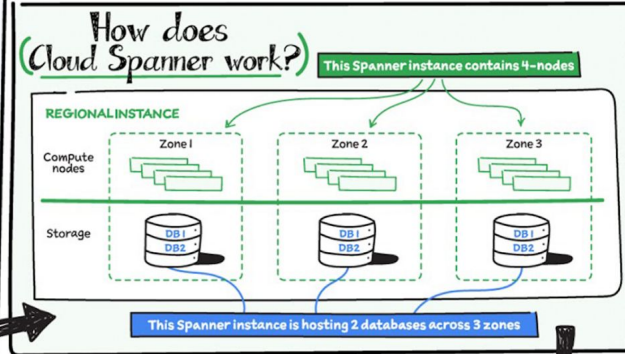 How does
(Cloud Spanner work?)
This Spanner instance contains 4-nodes
REGIONAL INSTANCE
Zone 1
Zone 2
Zone 3
Compute
nodes
Storage
DB1
DB2
DB1
DB2
DB1
DB2
This Spanner instance is hosting 2 databases across 3 zones